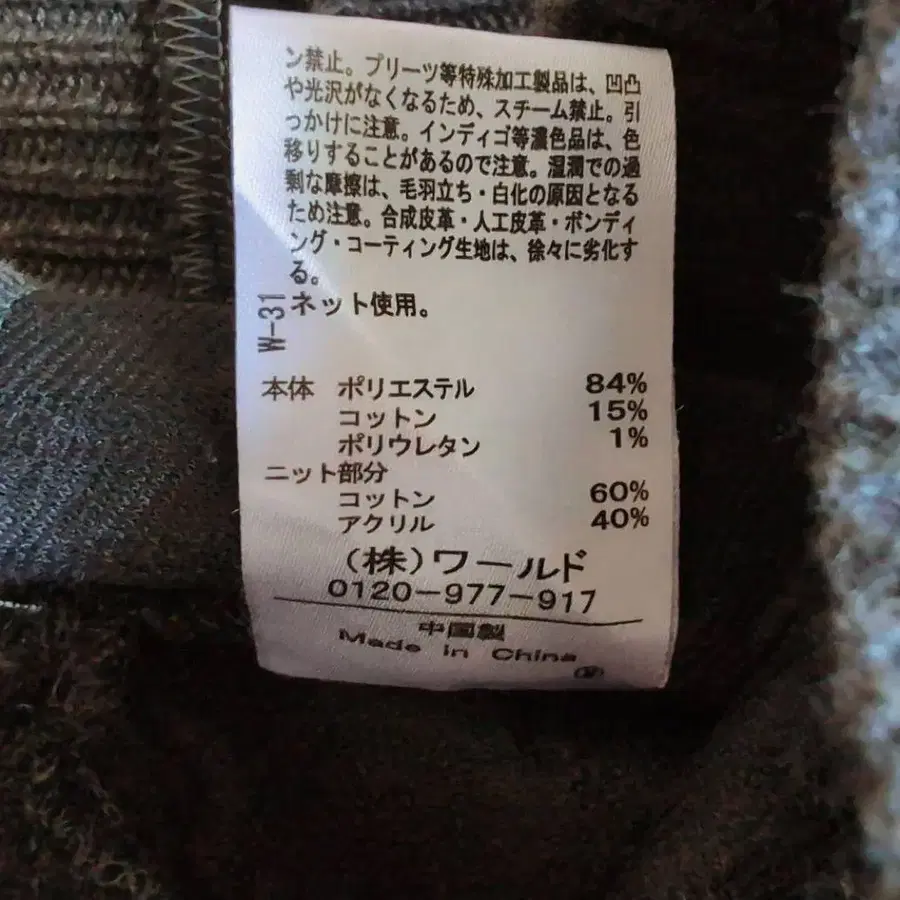 ン禁止。プリーツ等特殊加工製品は、凹凸
や光沢がなくなるため、スチーム禁止。引
っかけに注意。インディゴ等濃色品は、色
移りすることがあるので注意。湿潤での過
剰な摩擦は、毛羽立ち・白化の原因となる
ため注意。合成皮革・人工皮革・ボンディ
ング・コーティング生地は、徐々に劣化す
る。
ネット使用。
W-31
本体 ポリエステル 84%
コットン 15%
ポリウレタン 1%
ニット部分
コットン 60%
アクリル 40%
(株)ワールド
0120-977-917
中国製
Made in China